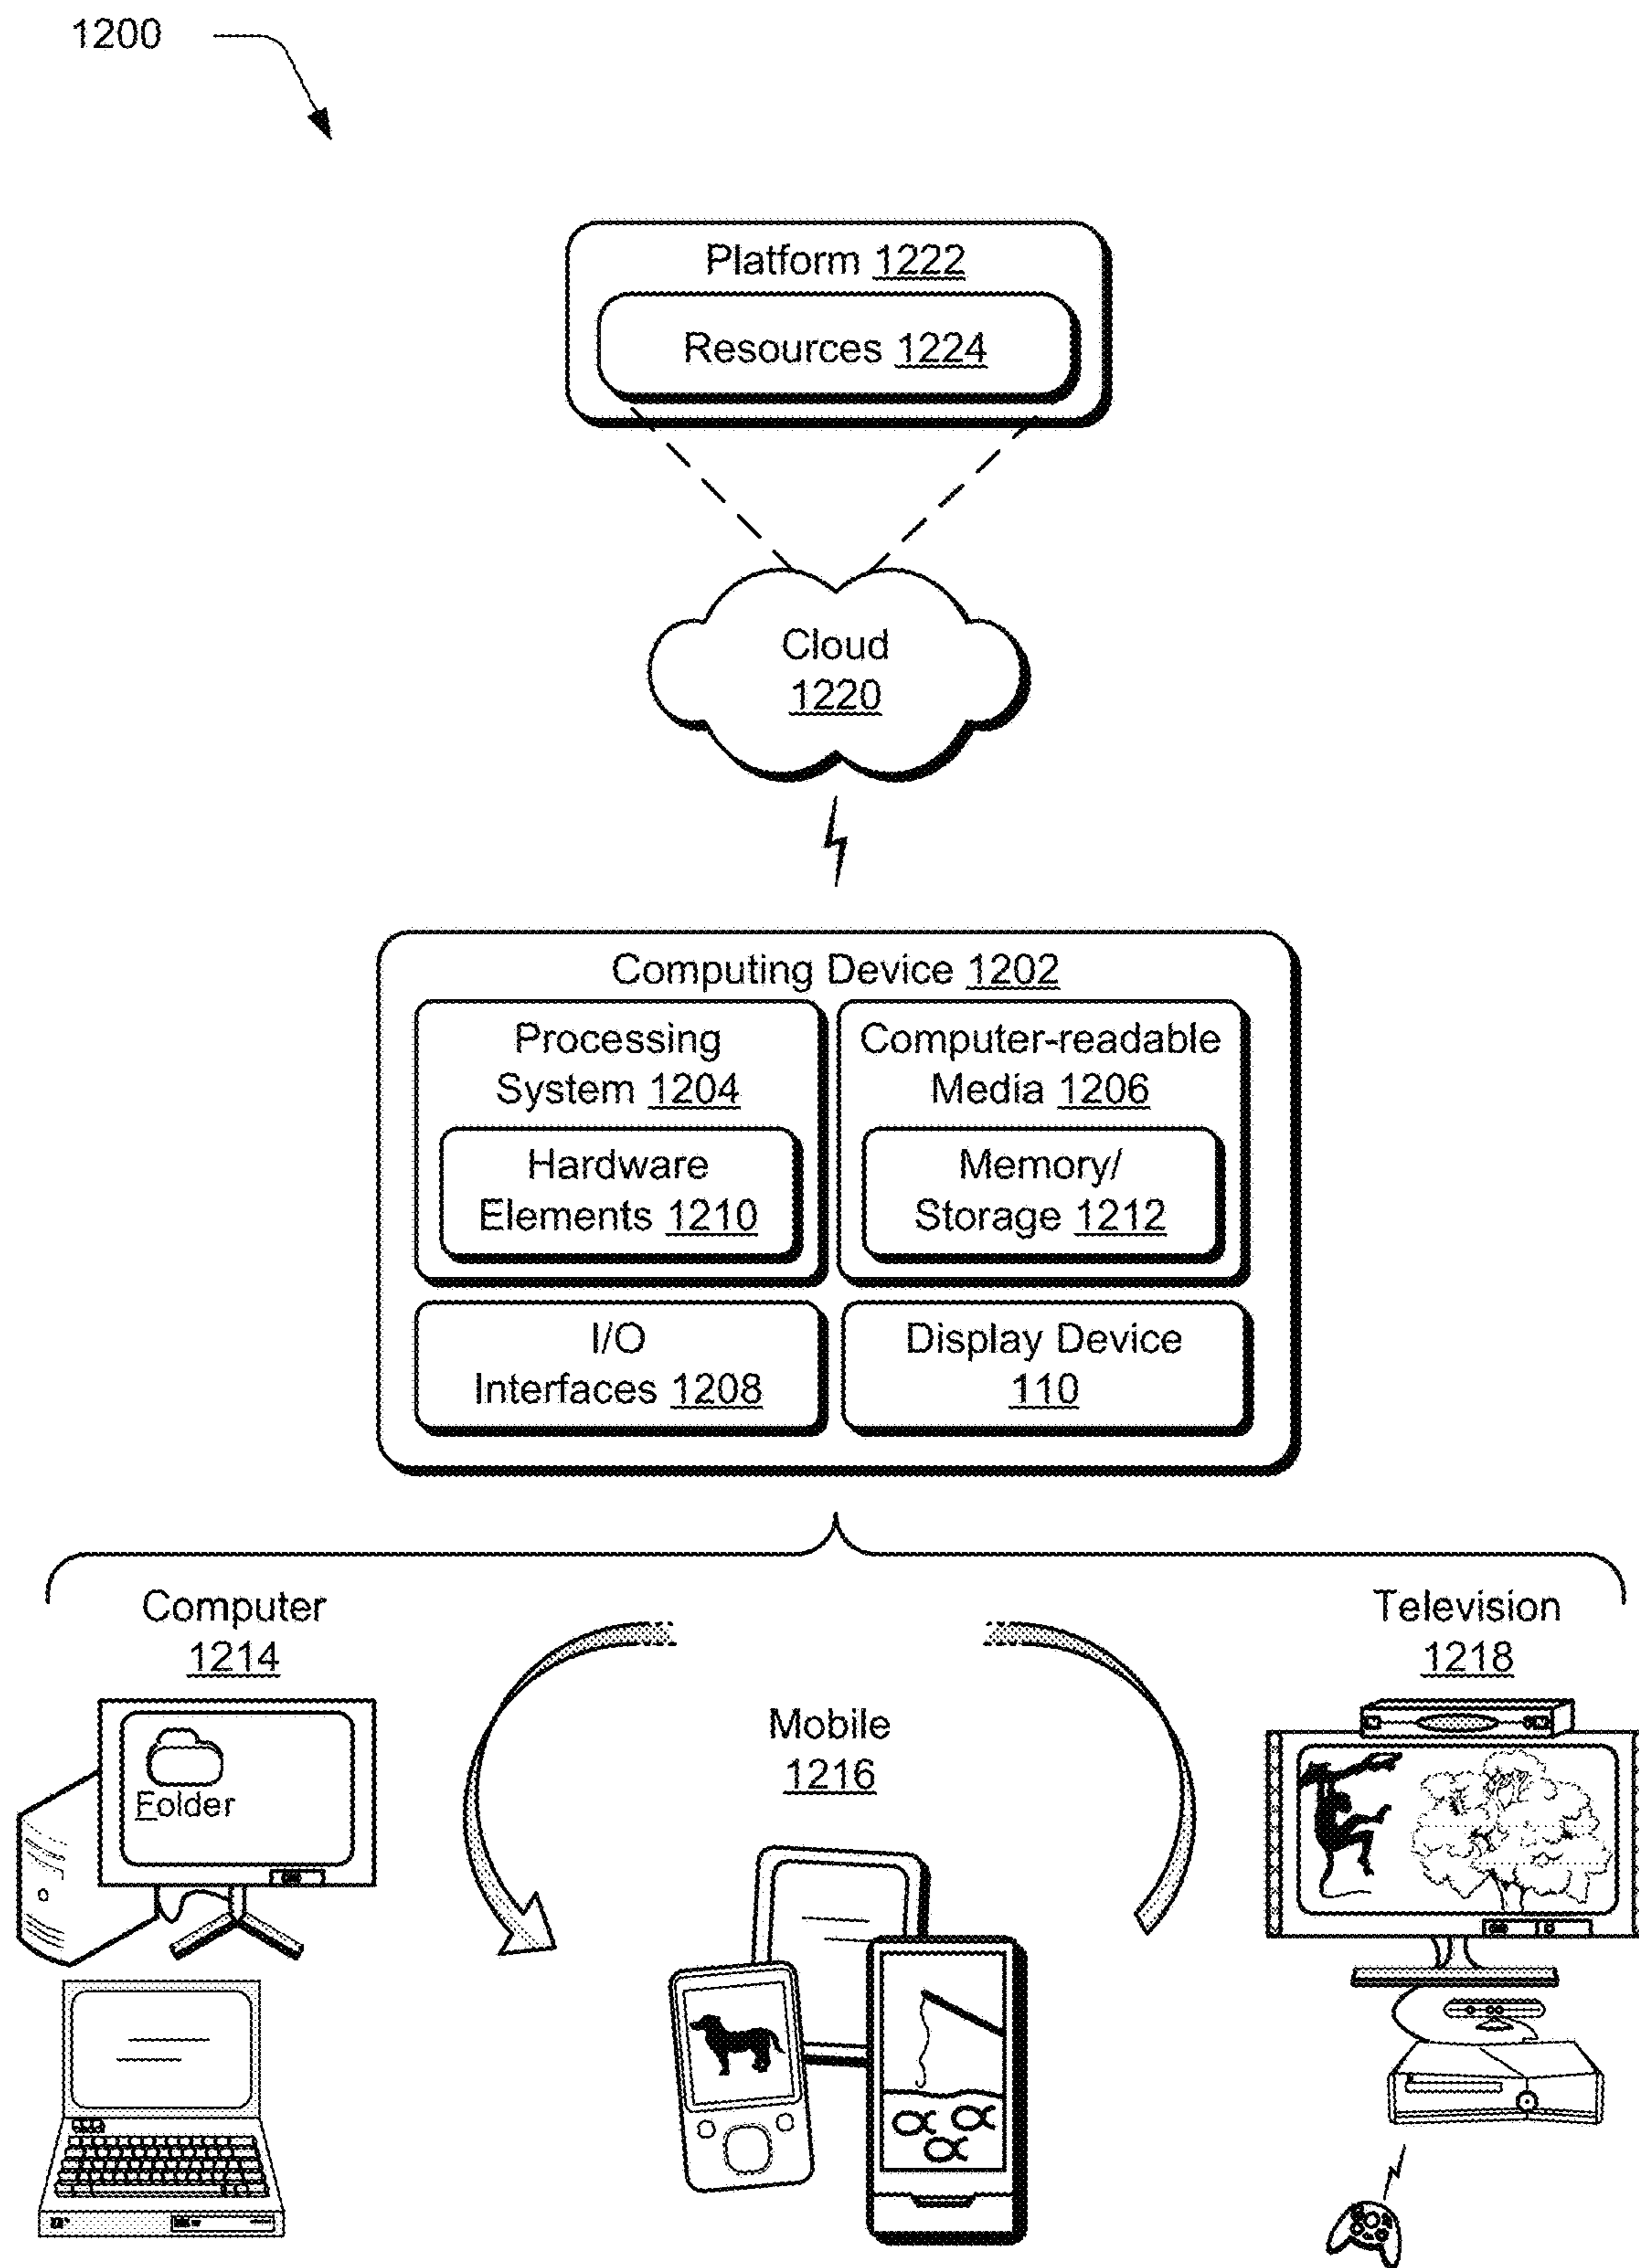 1200
Platform 1222
Resources 1224
Cloud
1220
Computing Device 1202
Processing
System 1204
Computer-readable
Media 1206
Hardware
Elements 1210
Memory/
Storage 1212
I/O
Interfaces 1208
Display Device
110
Computer
1214
Television
1218
Mobile
1216
Folder